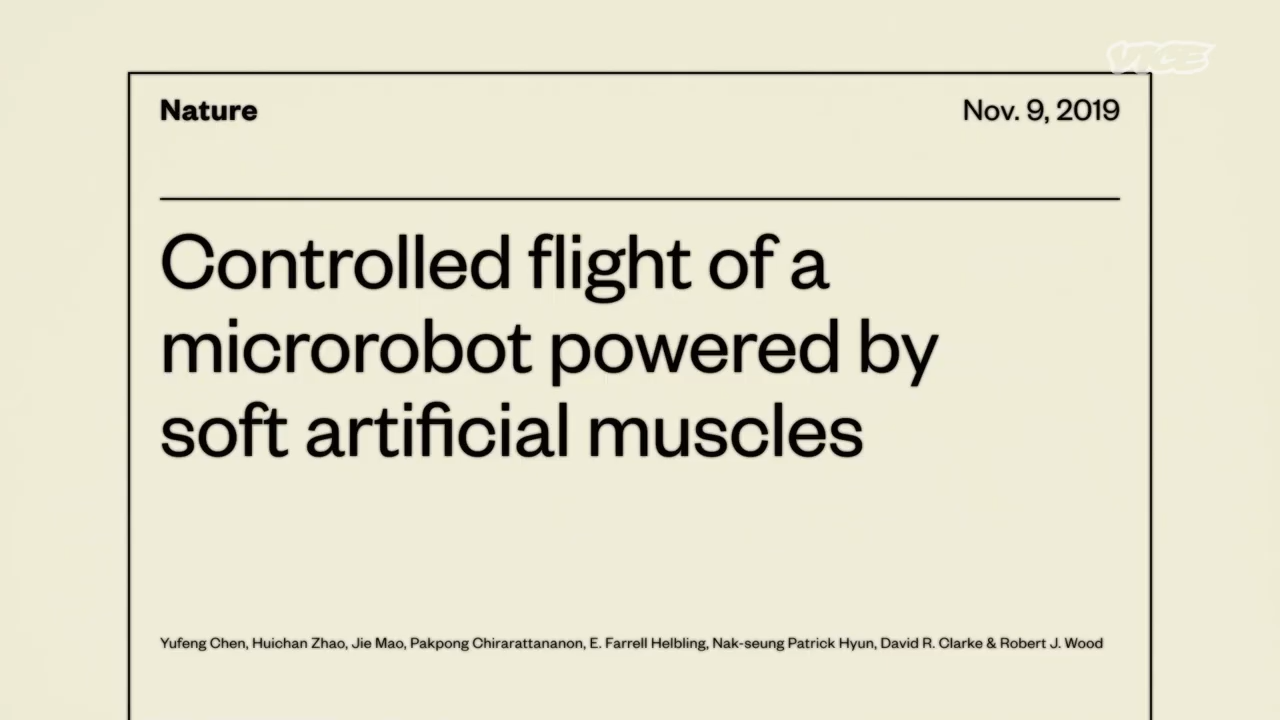 VICE
Nature
Nov. 9, 2019
Controlled flight of a
microrobot powered by
soft artificial muscles
Yufeng Chen, Huichan Zhao, Jie Mao, Pakpong Chirarattananon, E. Farrell Helbling, Nak-seung Patrick Hyun, David R. Clarke & Robert J. Wood